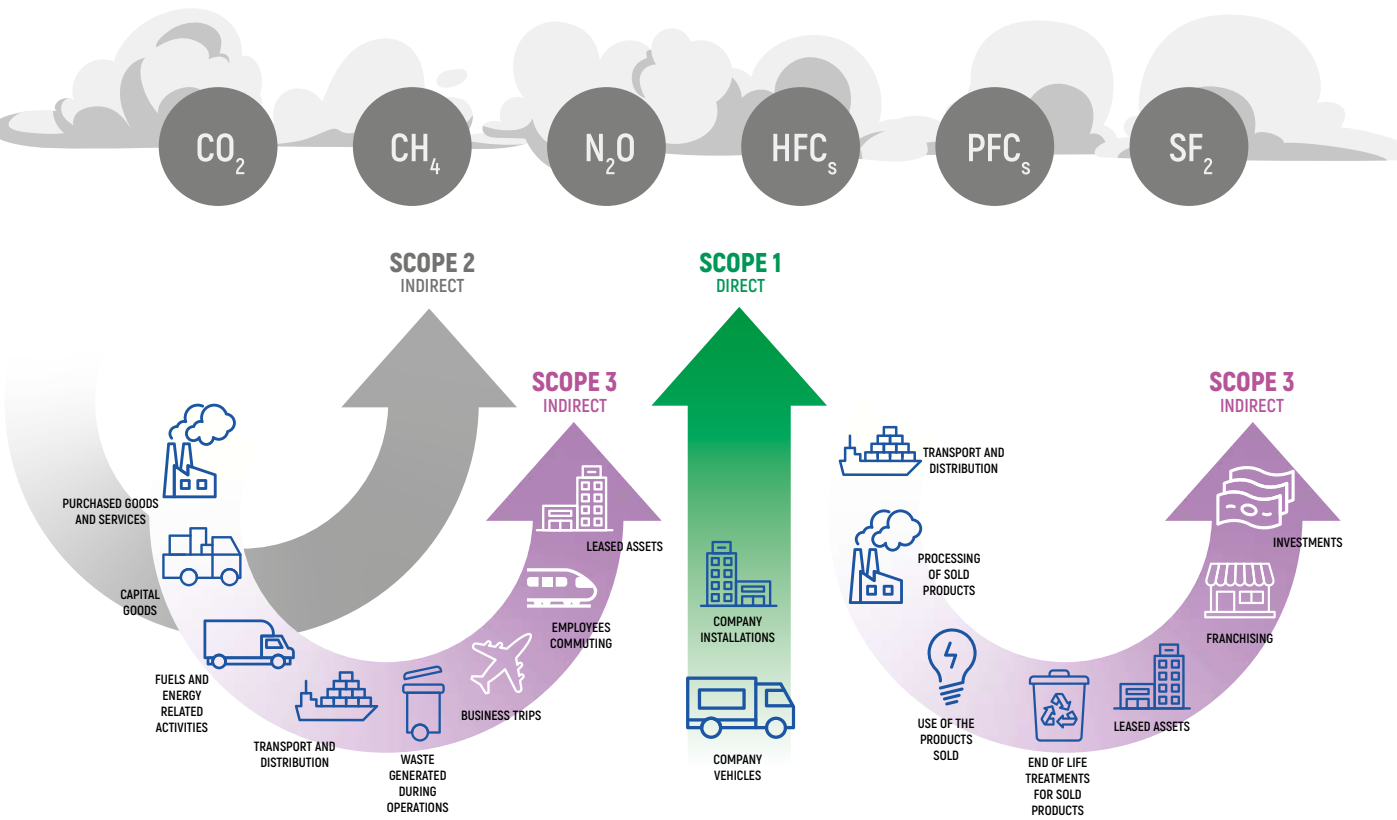 CO2
CH4
N2O
HFCs
PFCs
SF2
SCOPE 2
INDIRECT
SCOPE 1
DIRECT
SCOPE 3
INDIRECT
SCOPE 3
INDIRECT
PURCHASED GOODS
AND SERVICES
CAPITAL
GOODS
FUELS AND
ENERGY
RELATED
ACTIVITIES
TRANSPORT AND
DISTRIBUTION
WASTE
GENERATED
DURING
OPERATIONS
BUSINESS TRIPS
EMPLOYEES
COMMUTING
LEASED ASSETS
COMPANY
INSTALLATIONS
COMPANY
VEHICLES
TRANSPORT AND
DISTRIBUTION
PROCESSING
OF SOLD
PRODUCTS
USE OF THE
PRODUCTS
SOLD
END OF LIFE
TREATMENTS
FOR SOLD
PRODUCTS
LEASED ASSETS
FRANCHISING
INVESTMENTS